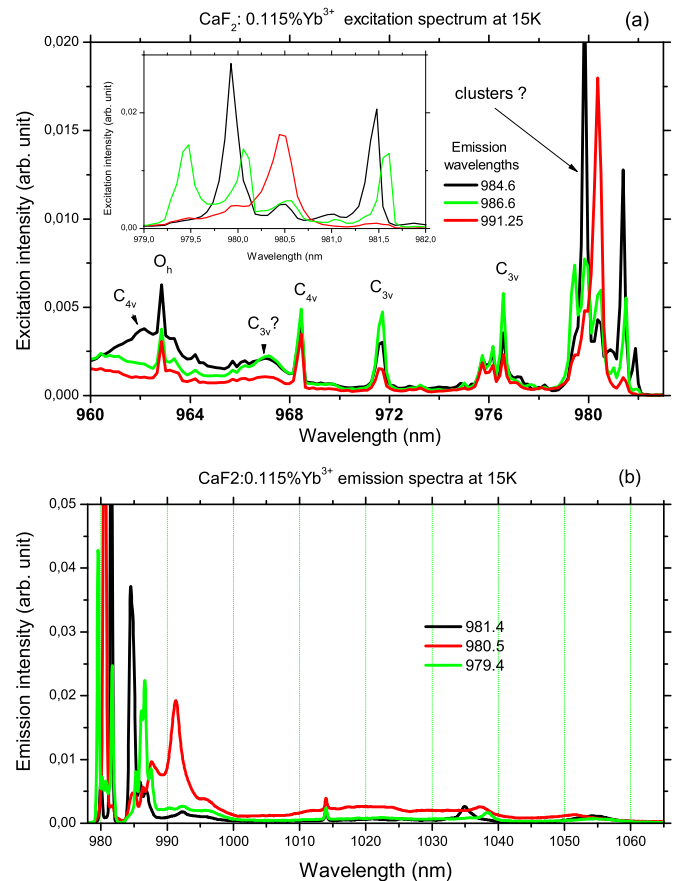 CaF2: 0.115%Yb3+ excitation spectrum at 15K
(a)
0,020
0,015
0,010
0,005
0,000
Excitation intensity (arb. unit)
0,02
0,00
Excitation intensity (arb. unit)
979,0 979,5 980,0 980,5 981,0 981,5 982,0
Wavelength (nm)
clusters ?
Emission
wavelengths
984.6
986.6
991.25
C4v
Oh
C3v?
C4v
C3v
C3v
960 964 968 972 976 980
Wavelength (nm)
CaF2:0.115%Yb3+ emission spectra at 15K
(b)
0,05
0,04
0,03
0,02
0,01
0,00
Emission intensity (arb. unit)
981.4
980.5
979.4
980 990 1000 1010 1020 1030 1040 1050 1060
Wavelength (nm)